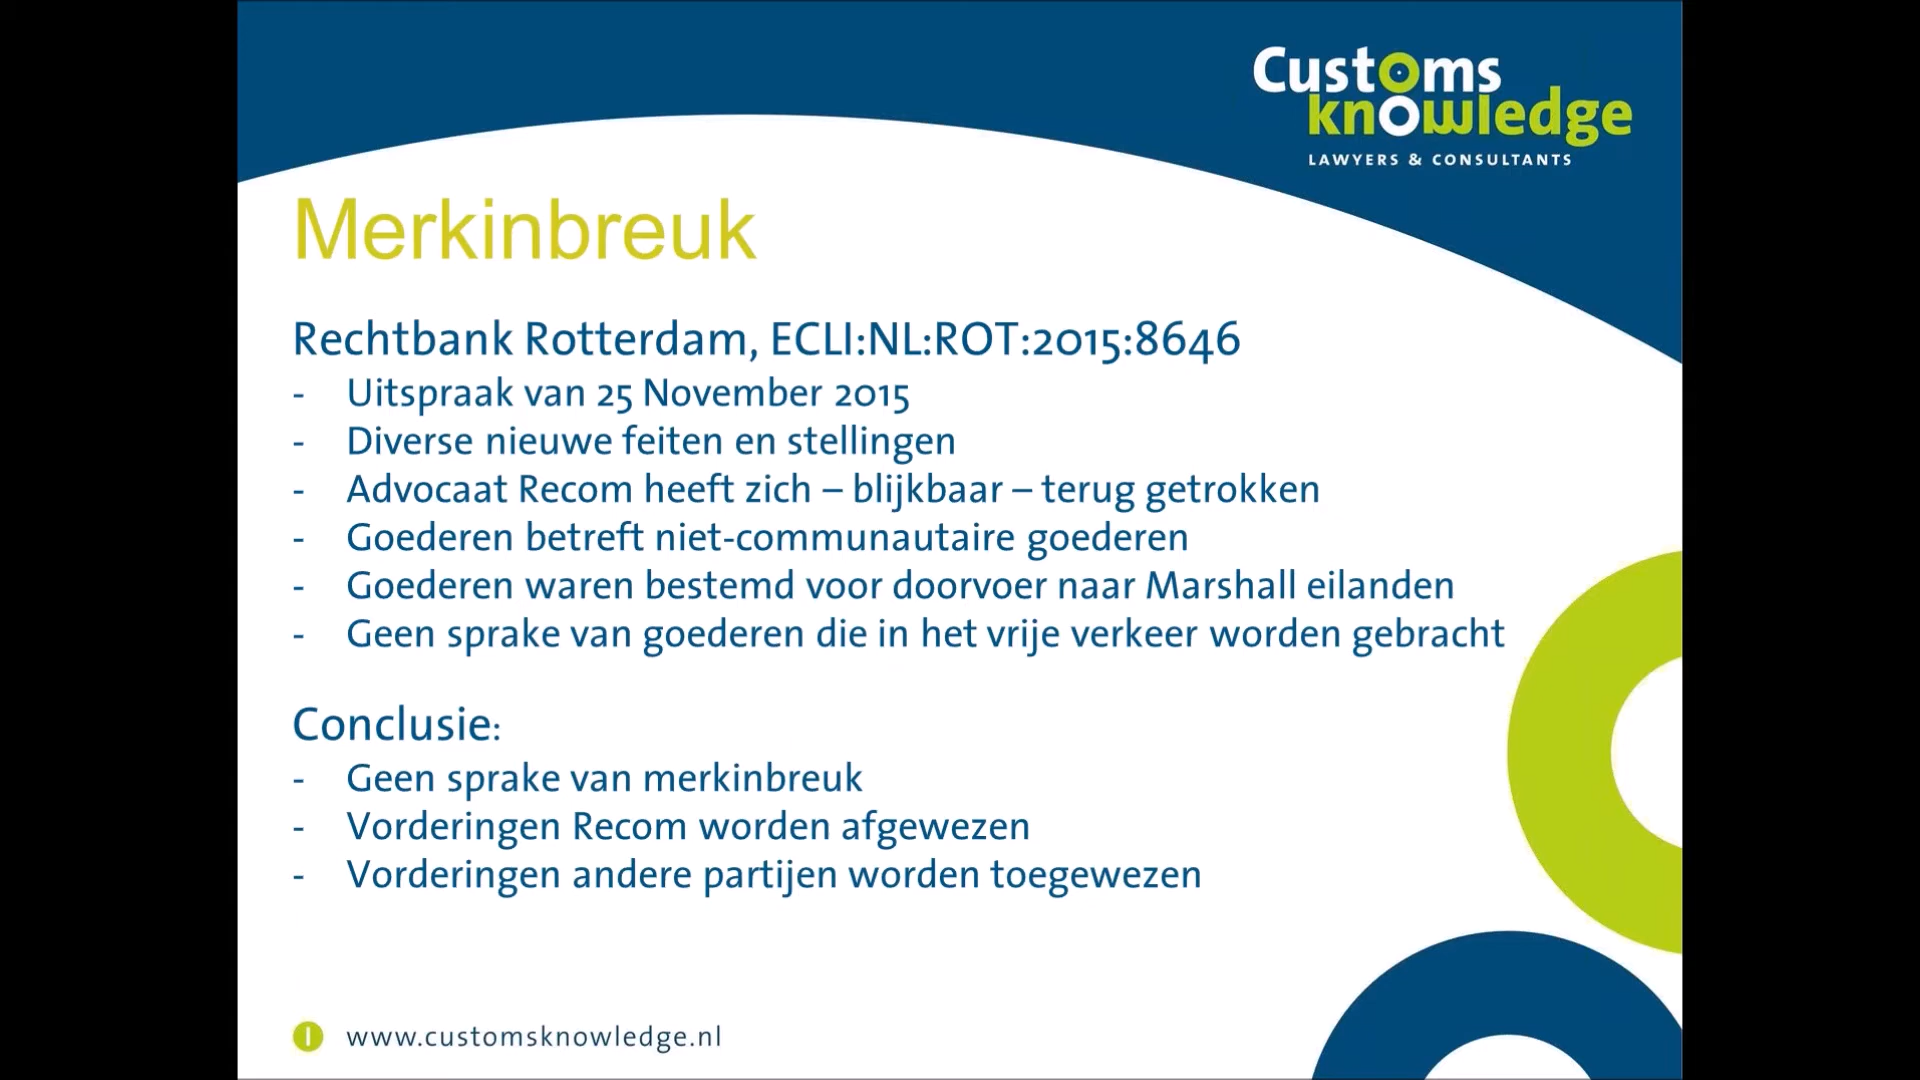 Customs
knowledge
LAWYERS & CONSULTANTS
Merkinbreuk
Rechtbank Rotterdam, ECLI:NL:ROT:2015:8646
- Uitspraak van 25 November 2015
- Diverse nieuwe feiten en stellingen
- Advocaat Recom heeft zich – blijkbaar – terug getrokken
- Goederen betreft niet-communautaire goederen
- Goederen waren bestemd voor doorvoer naar Marshall eilanden
- Geen sprake van goederen die in het vrije verkeer worden gebracht
Conclusie:
- Geen sprake van merkinbreuk
- Vorderingen Recom worden afgewezen
- Vorderingen andere partijen worden toegewezen
www.customsknowledge.nl